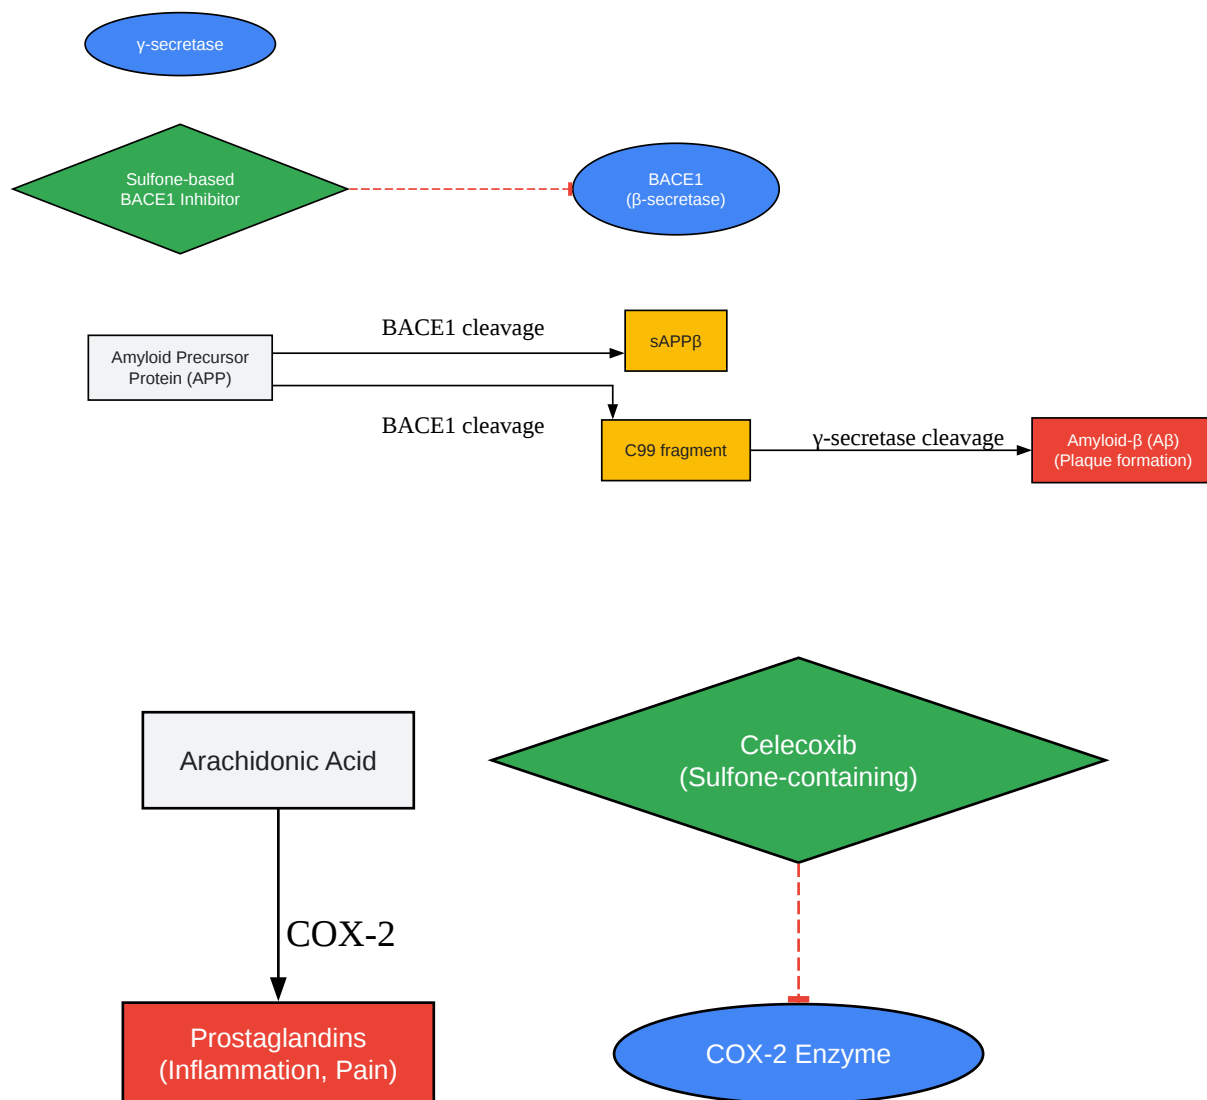 γ-secretase
Sulfone-based
BACE1 Inhibitor
BACE1
(β-secretase)
BACE1 cleavage
sAPPβ
Amyloid Precursor
Protein (APP)
BACE1 cleavage
C99 fragment
γ-secretase cleavage
Amyloid-β (Aβ)
(Plaque formation)
Arachidonic Acid
Celecoxib
(Sulfone-containing)
COX-2
Prostaglandins
(Inflammation, Pain)
COX-2 Enzyme